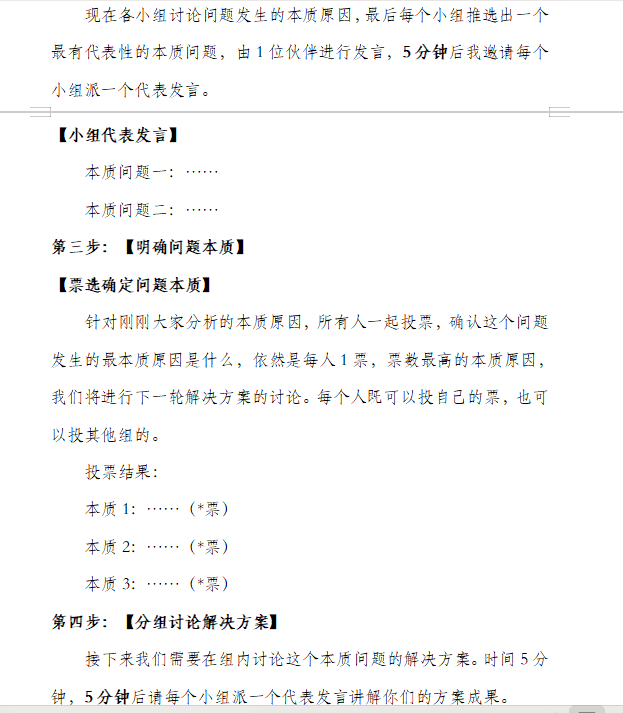 现在各小组讨论问题发生的本质原因，最后每个小组推选出一个
最有代表性的本质问题，由 1 位伙伴进行发言，5 分钟后我邀请每个
小组派一个代表发言。
【小组代表发言】
本质问题一：……
本质问题二：……
第三步：【明确问题本质】
【票选确定问题本质】
针对刚刚大家分析的本质原因，所有人一起投票，确认这个问题
发生的最本质原因是什么，依然是每人 1 票，票数最高的本质原因，
我们将进行下一轮解决方案的讨论。每个人既可以投自己的票，也可
以投其他组的。
投票结果：
本质 1：……（*票）
本质 2：……（*票）
本质 3：……（*票）
第四步：【分组讨论解决方案】
接下来我们需要在组内讨论这个本质问题的解决方案。时间 5 分
钟，5 分钟后请每个小组派一个代表发言讲解你们的方案成果。